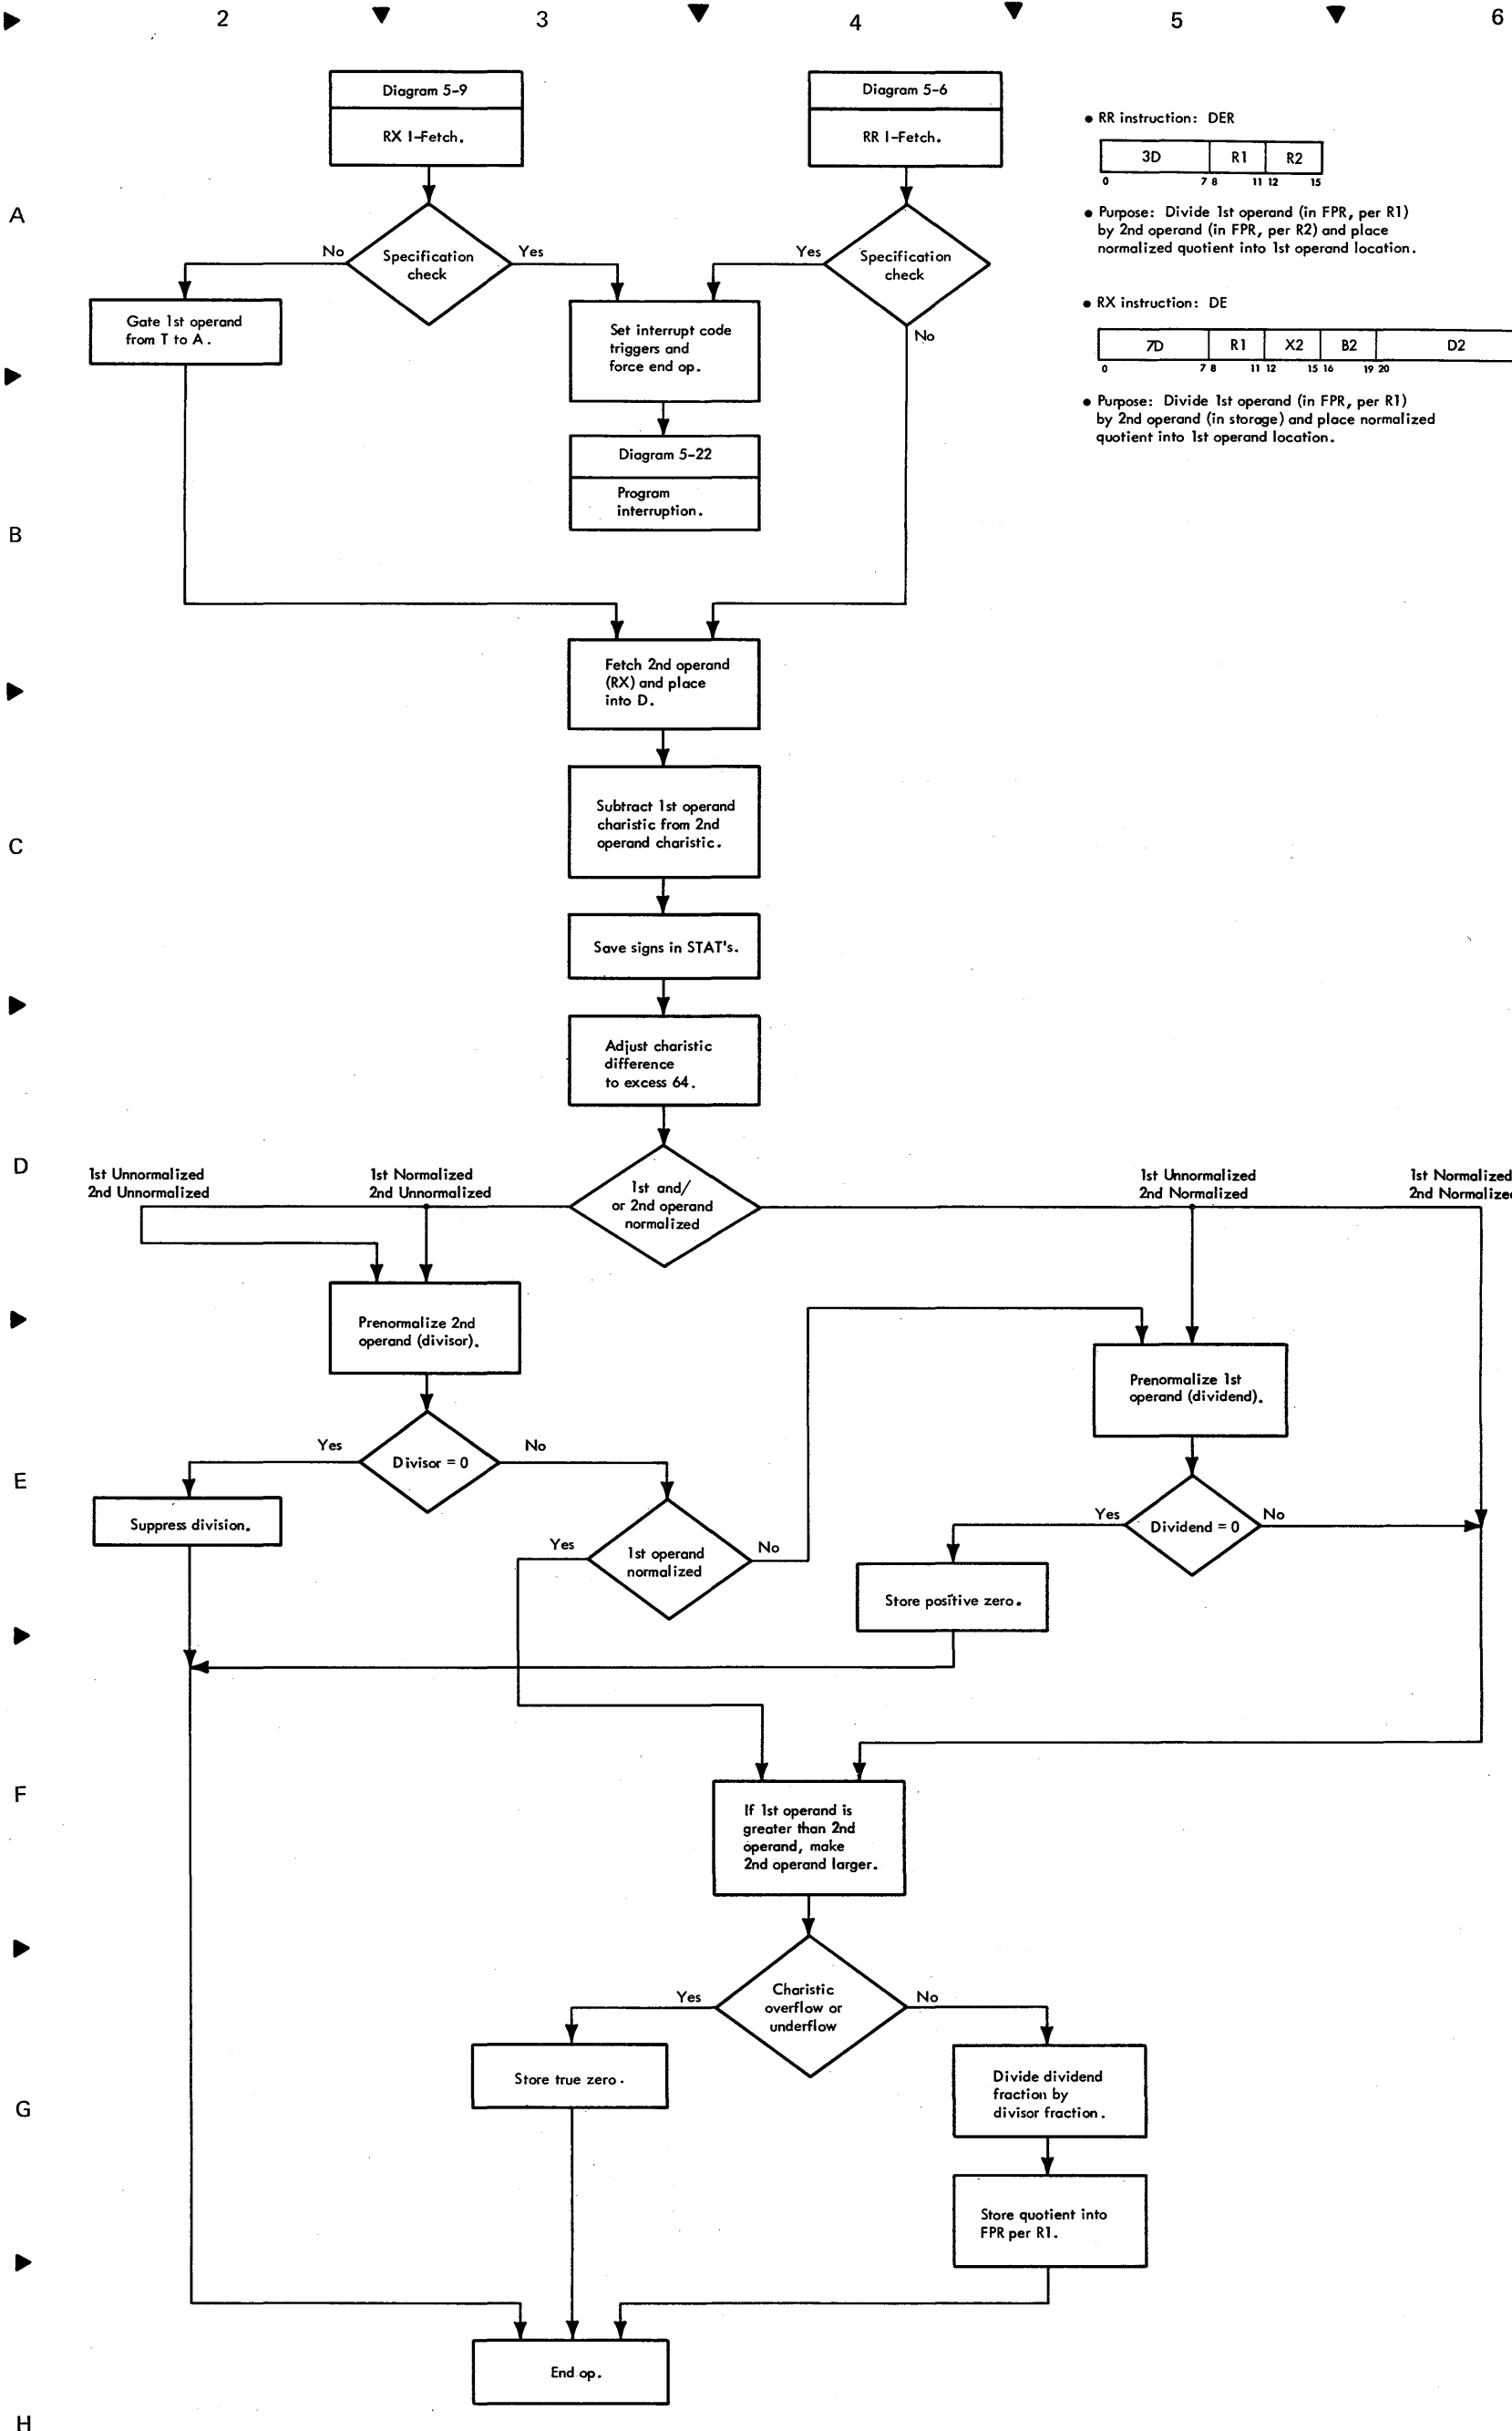 2 3 4 5 6
Diagram 5-9
RX I-Fetch.
Diagram 5-6
RR I-Fetch.
• RR instruction: DER
3D R1 R2
0 7 8 11 12 15
A
• Purpose: Divide 1st operand (in FPR, per R1)
by 2nd operand (in FPR, per R2) and place
normalized quotient into 1st operand location.
No
Specification
check
Yes
Yes
Specification
check
No
• RX instruction: DE
7D R1 X2 B2 D2
0 7 8 11 12 15 16 19 20
Gate 1st operand
from T to A.
Set interrupt code
triggers and
force end op.
• Purpose: Divide 1st operand (in FPR, per R1)
by 2nd operand (in storage) and place normalized
quotient into 1st operand location.
Diagram 5-22
Program
interruption.
B
Fetch 2nd operand
(RX) and place
into D.
Subtract 1st operand
charistic from 2nd
operand charistic.
C
Save signs in STAT's.
Adjust charistic
difference
to excess 64.
D
1st Unnormalized
2nd Unnormalized
1st Normalized
2nd Unnormalized
1st and/
or 2nd operand
normalized
1st Unnormalized
2nd Normalized
1st Normalized
2nd Normalized
Prenormalize 2nd
operand (divisor).
Prenormalize 1st
operand (dividend).
Yes
Divisor = 0
No
E
Suppress division.
Yes
1st operand
normalized
No
Yes
Dividend = 0
No
Store positive zero.
F
If 1st operand is
greater than 2nd
operand, make
2nd operand larger.
Yes
Charistic
overflow or
underflow
No
Store true zero.
Divide dividend
fraction by
divisor fraction.
G
Store quotient into
FPR per R1.
End op.
H